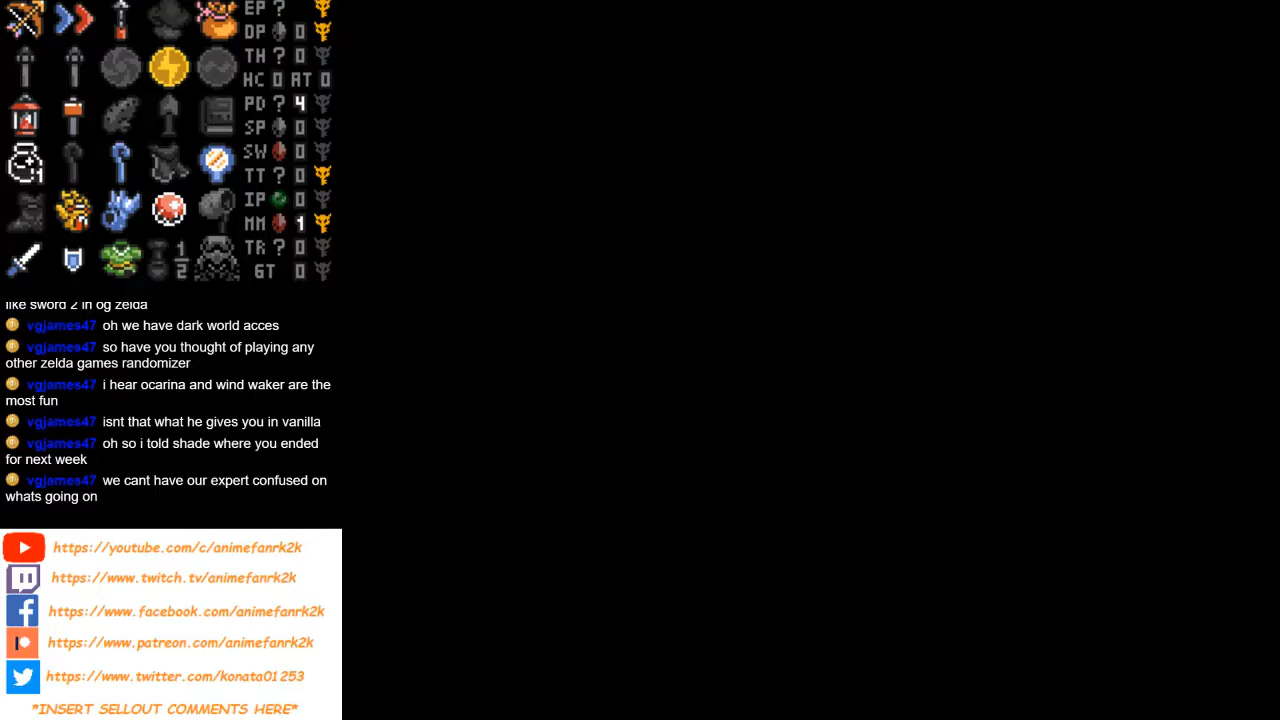 EP ?
DP 0
TH ? 0
HC 0 AT 0
PD ? 4
SP 0
SW 0
1 TT ? 0
IP 0
MM 1
1/2 TR ? 0
GT 0
like sword 2 in og zelda
vgjames47 oh we have dark world acces
vgjames47 so have you thought of playing any
other zelda games randomizer
vgjames47 i hear ocarina and wind waker are the
most fun
vgjames47 isnt that what he gives you in vanilla
vgjames47 oh so i told shade where you ended
for next week
vgjames47 we cant have our expert confused on
whats going on
https://youtube.com/c/animefanrk2k
https://www.twitch.tv/animefanrk2k
https://www.facebook.com/animefanrk2k
https://www.patreon.com/animefanrk2k
https://www.twitter.com/konata01253
*INSERT SELLOUT COMMENTS HERE*